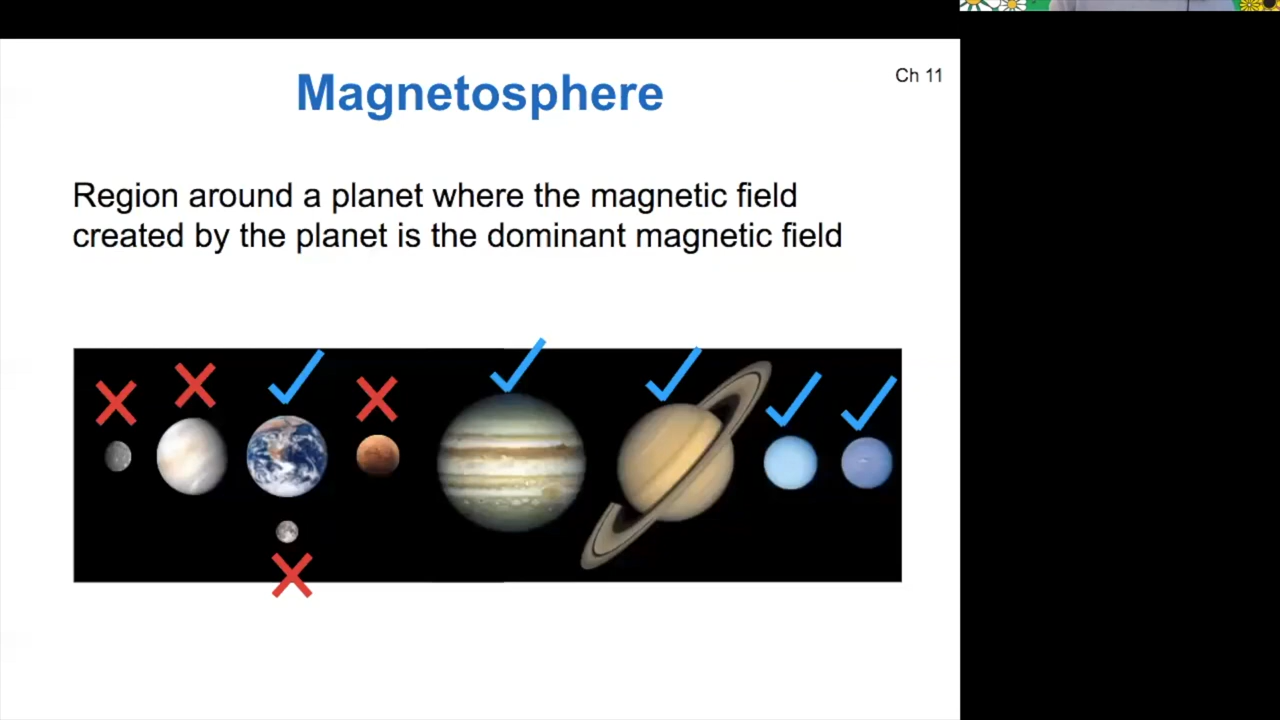 Magnetosphere
Ch 11
Region around a planet where the magnetic field
created by the planet is the dominant magnetic field